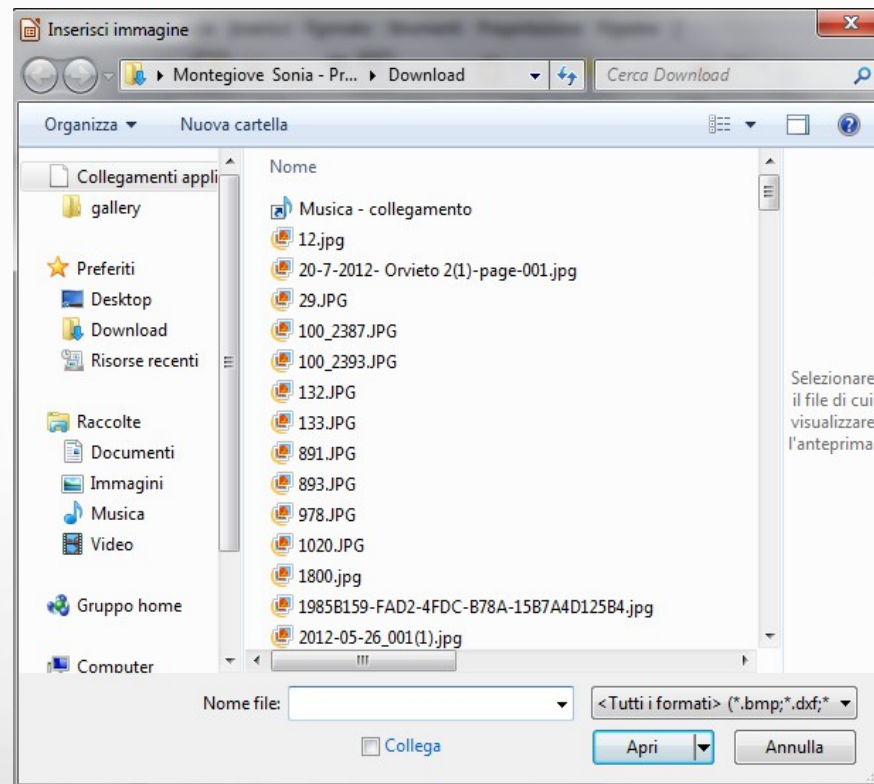 Inserisci immagine
Montegiove Sonia - Pr... Download
Cerca Download
Organizza
Nuova cartella
Collegamenti appli
gallery
Preferiti
Desktop
Download
Risorse recenti
Raccolte
Documenti
Immagini
Musica
Video
Gruppo home
Computer
Nome
Musica - collegamento
12.jpg
20-7-2012- Orvieto 2(1)-page-001.jpg
29.JPG
100_2387.JPG
100_2393.JPG
132.JPG
133.JPG
891.JPG
893.JPG
978.JPG
1020.JPG
1800.jpg
1985B159-FAD2-4FDC-B78A-15B7A4D125B4.jpg
2012-05-26_001(1).jpg
Selezionare
il file di cui
visualizzare
l'anteprima
Nome file:
<Tutti i formati> (*.bmp;*.dxf;*
Collega
Apri
Annulla